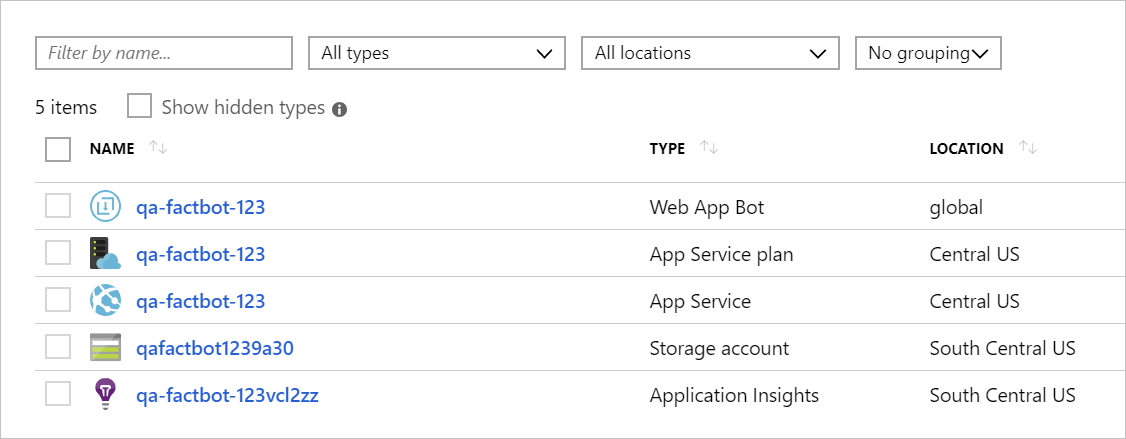 Filter by name... All types All locations No grouping
5 items Show hidden types
NAME TYPE LOCATION
qa-factbot-123 Web App Bot global
qa-factbot-123 App Service plan Central US
qa-factbot-123 App Service Central US
qafactbot1239a30 Storage account South Central US
qa-factbot-123vcl2zz Application Insights South Central US